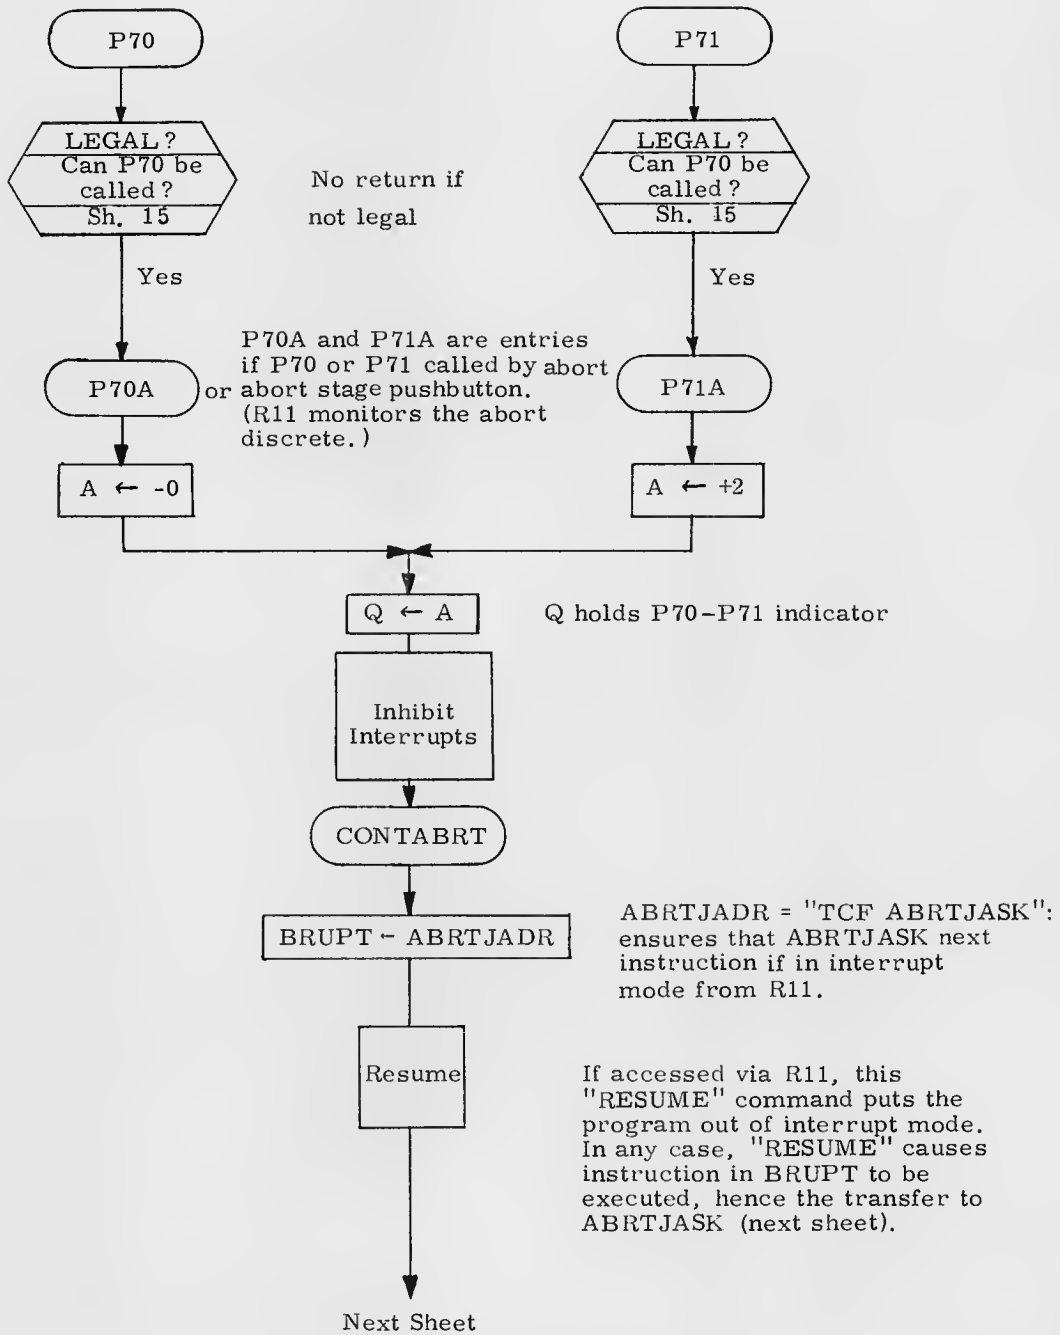 P70
P71
LEGAL?
Can P70 be
called?
Sh. 15
No return if
not legal
LEGAL?
Can P70 be
called?
Sh. 15
Yes
Yes
P70A
P70A and P71A are entries
if P70 or P71 called by abort
or abort stage pushbutton.
(R11 monitors the abort
discrete.)
P71A
A ← -0
A ← +2
Q ← A
Q holds P70-P71 indicator
Inhibit
Interrupts
CONTABRT
BRUPT ← ABRTJADR
ABRTJADR = "TCF ABRTJASK":
ensures that ABRTJASK next
instruction if in interrupt
mode from R11.
Resume
If accessed via R11, this
"RESUME" command puts the
program out of interrupt mode.
In any case, "RESUME" causes
instruction in BRUPT to be
executed, hence the transfer to
ABRTJASK (next sheet).
Next Sheet